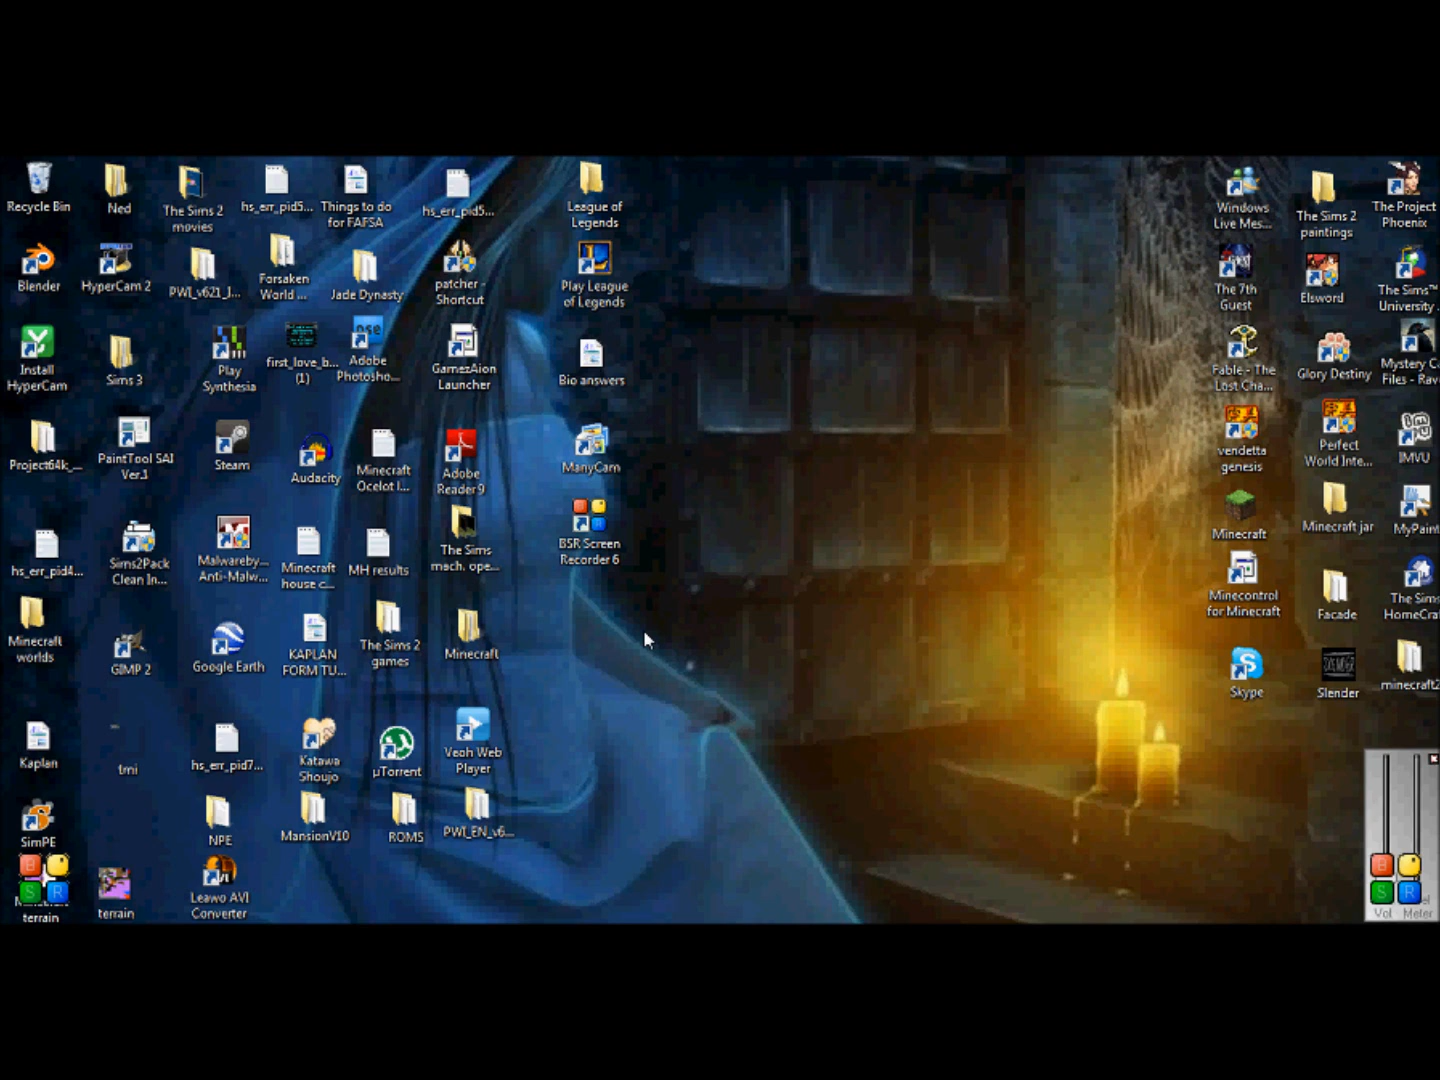 Recycle Bin
Ned
The Sims 2
movies
hs_err_pid5...
Things to do
for FAFSA
hs_err_pid5...
League of
Legends
Windows
Live Mes...
The Sims 2
paintings
The Project
Phoenix
Blender
HyperCam 2
PWI_v621_I...
Forsaken
World ...
Jade Dynasty
patcher -
Shortcut
Play League
of Legends
The 7th
Guest
Elsword
The Sims™
University
Install
HyperCam
Sims 3
Play
Synthesia
first_love_b...
(1)
Adobe
Photosho...
GamezAion
Launcher
Bio answers
Fable - The
Lost Cha...
Glory Destiny
Mystery C
Files - Rav
Project64k_...
PaintTool SAI
Ver.1
Steam
Audacity
Minecraft
Ocelot I...
Adobe
Reader 9
ManyCam
vendetta
genesis
Perfect
World Inte...
IMVU
hs_err_pid4...
Sims2Pack
Clean In...
Malwareby...
Anti-Malw...
Minecraft
house c...
MH results
The Sims
mach. ope...
BSR Screen
Recorder 6
Minecraft
Minecraft jar
MyPaint
Minecraft
worlds
GIMP 2
Google Earth
KAPLAN
FORM TU...
The Sims 2
games
Minecraft
Minecontrol
for Minecraft
Facade
The Sims
HomeCra
Skype
SLENDER
Slender
minecraft2
Kaplan
tmi
hs_err_pid7...
Katawa
Shoujo
µTorrent
Veoh Web
Player
SimPE
NPE
MansionV10
ROMS
PWI_EN_v6...
B
S R
terrain
terrain
Leawo AVI
Converter
B
S R
Vol Meter